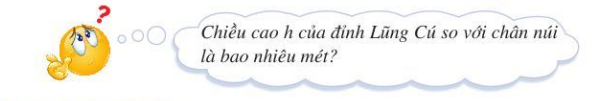 ?
Chiều cao h của đỉnh Lũng Cú so với chân núi
là bao nhiêu mét?